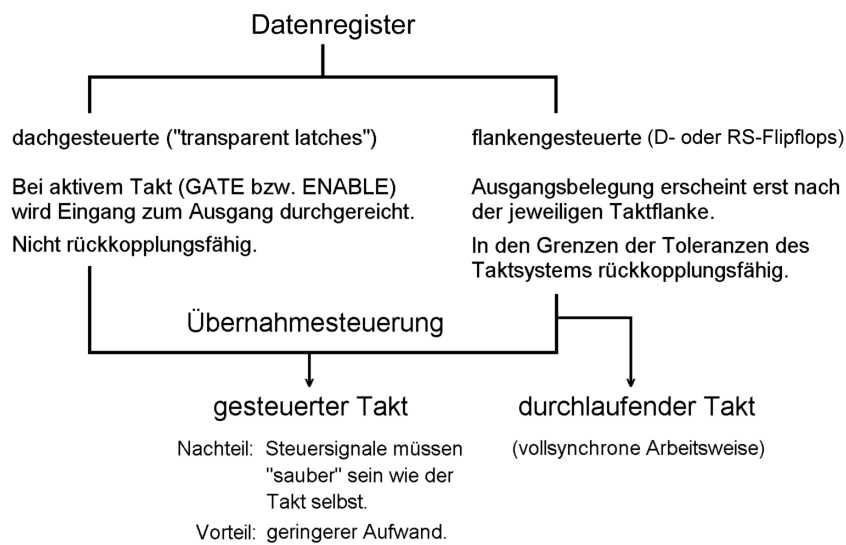 Datenregister
dachgesteuerte ("transparent latches")
Bei aktivem Takt (GATE bzw. ENABLE)
wird Eingang zum Ausgang durchgereicht.
Nicht rückkopplungsfähig.
flankengesteuerte (D- oder RS-Flipflops)
Ausgangsbelegung erscheint erst nach
der jeweiligen Taktflanke.
In den Grenzen der Toleranzen des
Taktsystems rückkopplungsfähig.
Übernahmesteuerung
gesteuerter Takt
Nachteil: Steuersignale müssen
"sauber" sein wie der
Takt selbst.
Vorteil: geringerer Aufwand.
durchlaufender Takt
(vollsynchrone Arbeitsweise)